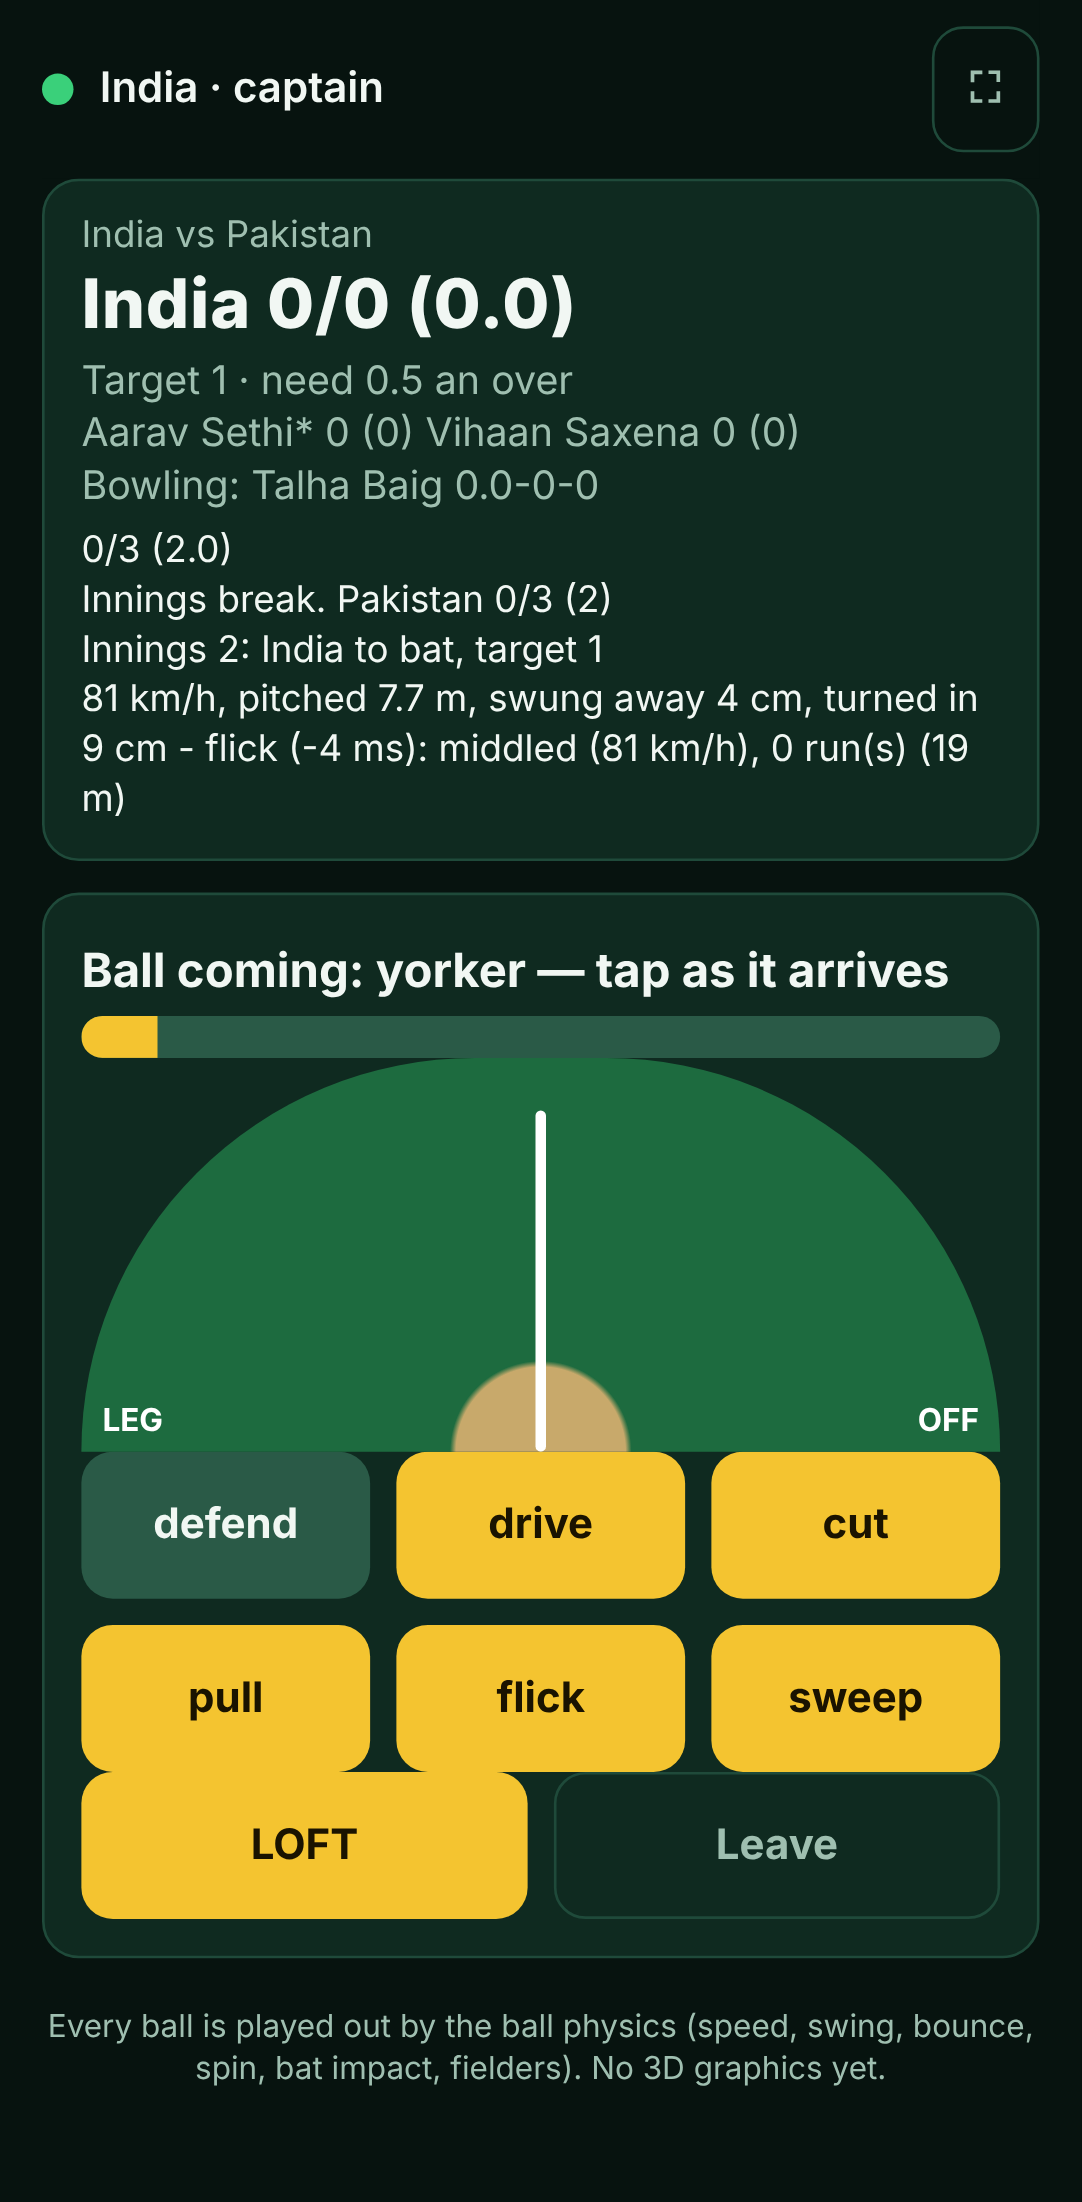 India · captain
India vs Pakistan
India 0/0 (0.0)
Target 1 · need 0.5 an over
Aarav Sethi* 0 (0) Vihaan Saxena 0 (0)
Bowling: Talha Baig 0.0-0-0
0/3 (2.0)
Innings break. Pakistan 0/3 (2)
Innings 2: India to bat, target 1
81 km/h, pitched 7.7 m, swung away 4 cm, turned in
9 cm - flick (-4 ms): middled (81 km/h), 0 run(s) (19
m)
Ball coming: yorker — tap as it arrives
LEG
OFF
defend
drive
cut
pull
flick
sweep
LOFT
Leave
Every ball is played out by the ball physics (speed, swing, bounce,
spin, bat impact, fielders). No 3D graphics yet.